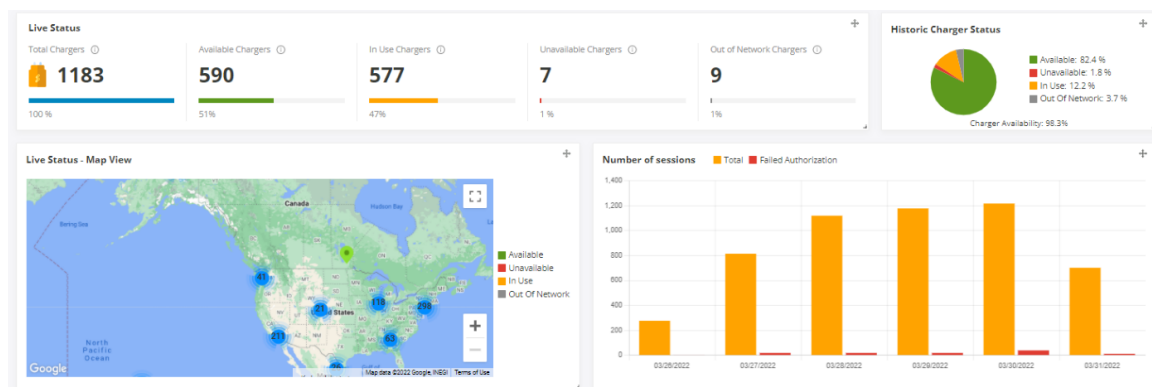 Live Status
Total Chargers
1183
100 %
Available Chargers
590
51%
In Use Chargers
577
47%
Unavailable Chargers
7
1 %
Out of Network Chargers
9
1%
Historic Charger Status
Available: 82.4 %
Unavailable: 1.8 %
In Use: 12.2 %
Out Of Network: 3.7 %
Charger Availability: 98.3%
Live Status - Map View
Canada
Hudson Bay
Bering Sea
41
21
d States
118
298
211
63
North
Pacific
Ocean
Google
Map data ©2022 Google, INEGI
Terms of Use
Available
Unavailable
In Use
Out Of Network
Number of sessions
Total
Failed Authorization
1,400
1,200
1,000
800
600
400
200
0
03/26/2022
03/27/2022
03/28/2022
03/29/2022
03/30/2022
03/31/2022